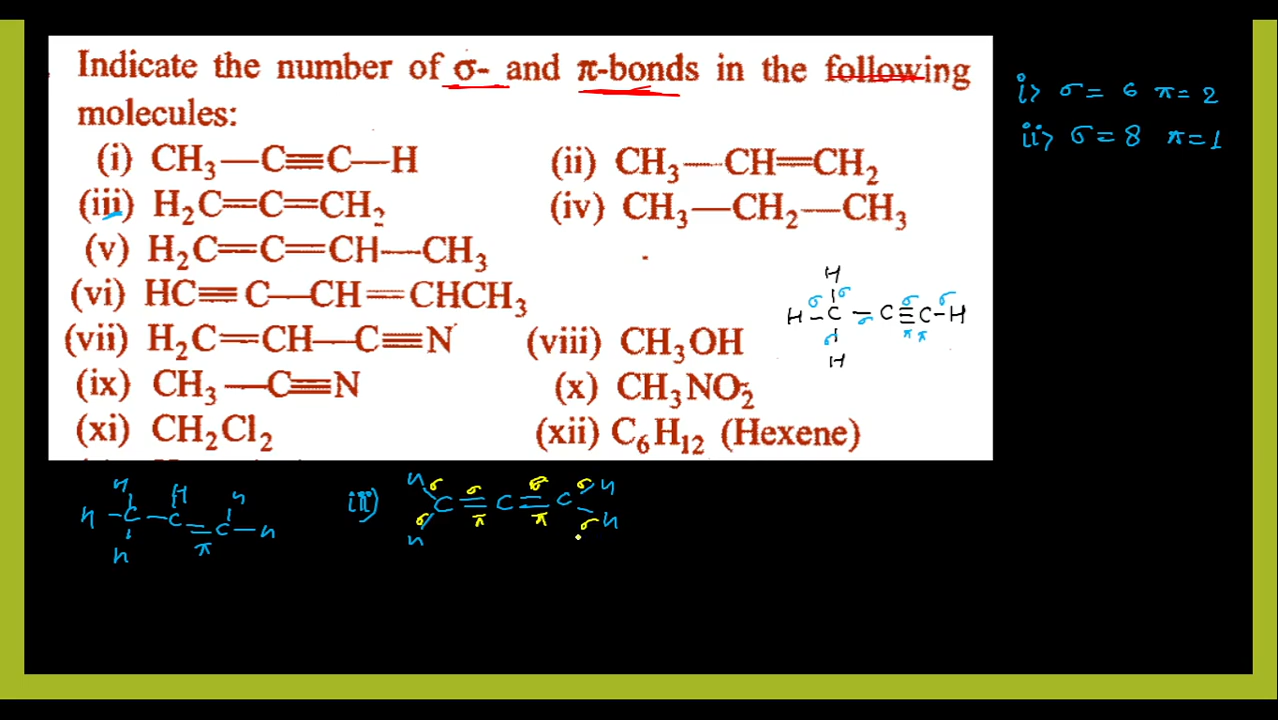 Indicate the number of σ- and π-bonds in the following
molecules:
(i) CH₃—C≡C—H (ii) CH₃—CH=CH₂
(iii) H₂C=C=CH₂ (iv) CH₃—CH₂—CH₃
(v) H₂C=C=CH—CH₃
(vi) HC≡C—CH=CHCH₃
(vii) H₂C=CH—C≡N (viii) CH₃OH
(ix) CH₃—C≡N (x) CH₃NO₂
(xi) CH₂Cl₂ (xii) C₆H₁₂ (Hexene)
i> σ= 6 π=2
ii> σ=8 π=1
H
σ σ σ σ
H-C-C≡C-H
σ σ π π
H
H H H
H-C-C=C-H
H π
iii) H σ σ σ σ H
C=C=C
σ π π σ H
H